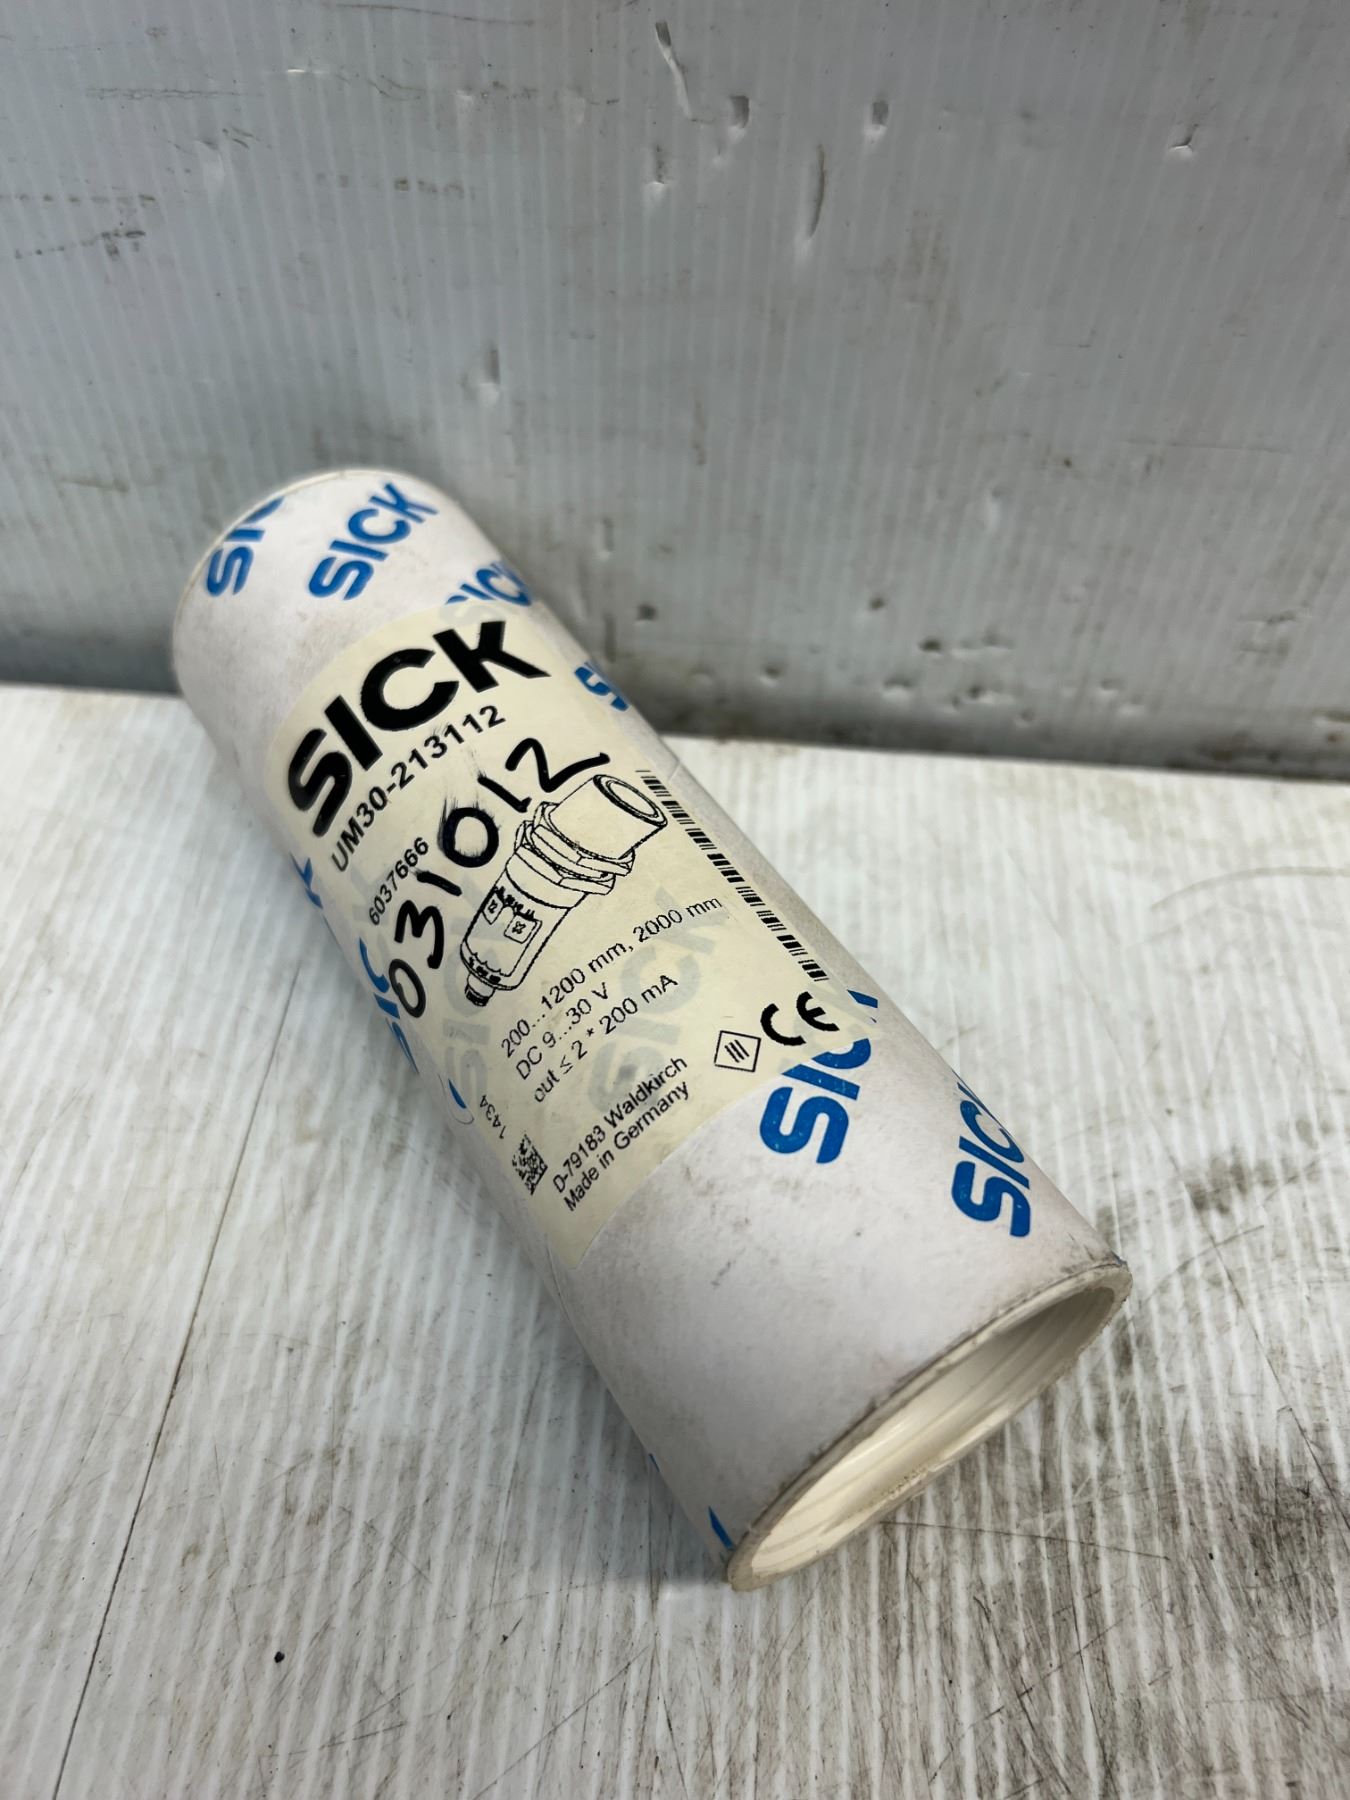 SICK
SICK
SICK
UM30-213112
6037666
031012
200...1200 mm, 2000 mm
DC 9...30 V
out ≤ 2 * 200 mA
1434
D-79183 Waldkirch
Made in Germany
CE
SICK
SICK